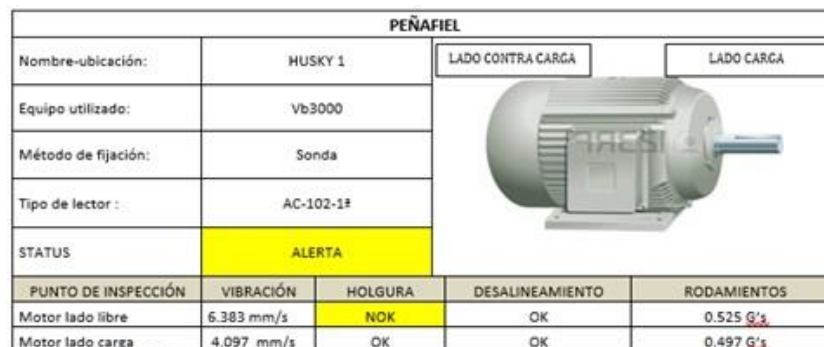 PEÑAFIEL
Nombre-ubicación: HUSKY 1
LADO CONTRA CARGA LADO CARGA
Equipo utilizado: Vb3000
Método de fijación: Sonda
Tipo de lector : AC-102-1ª
STATUS ALERTA
PUNTO DE INSPECCIÓN VIBRACIÓN HOLGURA DESALINEAMIENTO RODAMIENTOS
Motor lado libre 6.383 mm/s NOK OK 0.525 G's
Motor lado carga 4.097 mm/s OK OK 0.497 G's